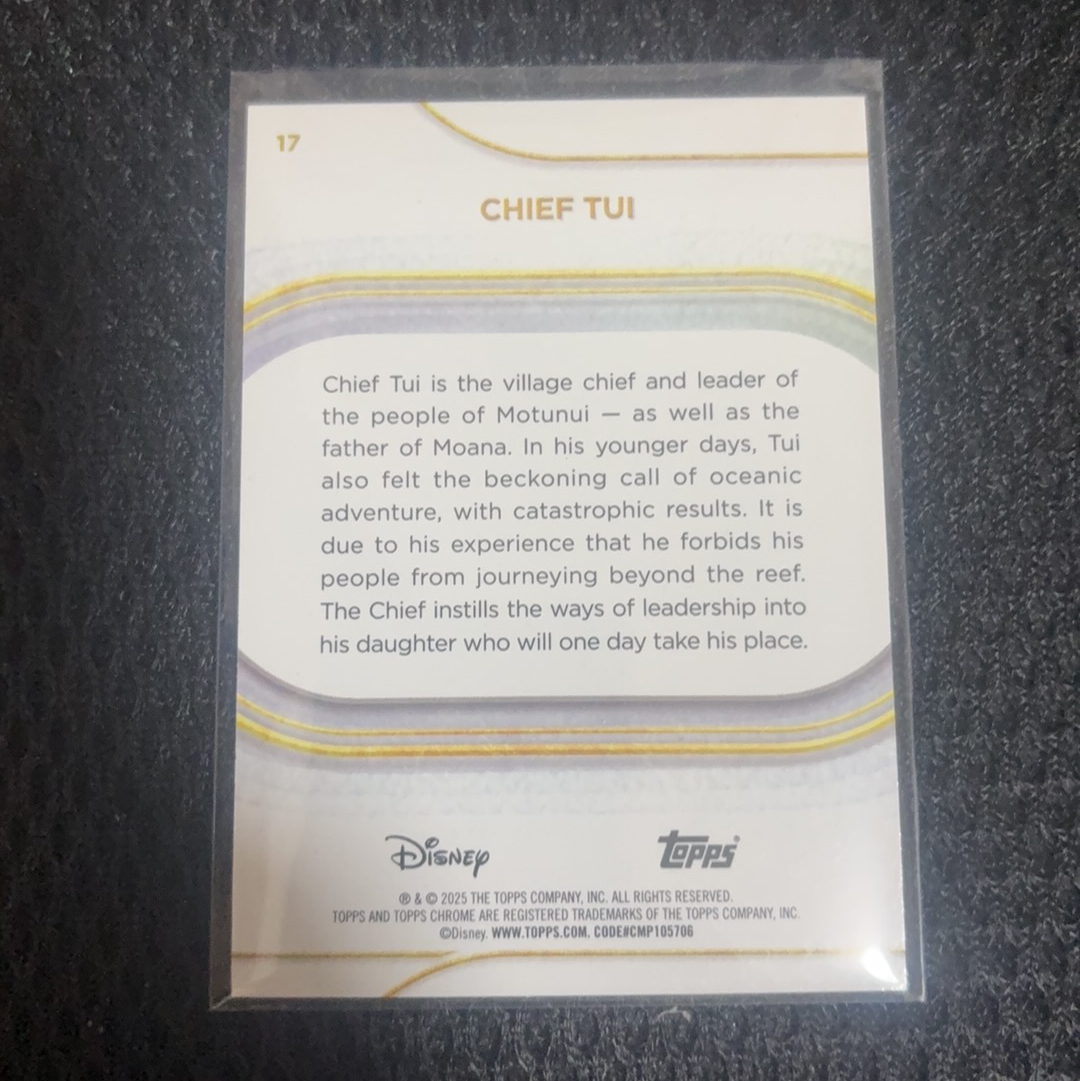 17
CHIEF TUI
Chief Tui is the village chief and leader of
the people of Motunui — as well as the
father of Moana. In his younger days, Tui
also felt the beckoning call of oceanic
adventure, with catastrophic results. It is
due to his experience that he forbids his
people from journeying beyond the reef.
The Chief instills the ways of leadership into
his daughter who will one day take his place.
Disney topps
® & © 2025 THE TOPPS COMPANY, INC. ALL RIGHTS RESERVED.
TOPPS AND TOPPS CHROME ARE REGISTERED TRADEMARKS OF THE TOPPS COMPANY, INC.
©Disney. WWW.TOPPS.COM. CODE#CMP105706